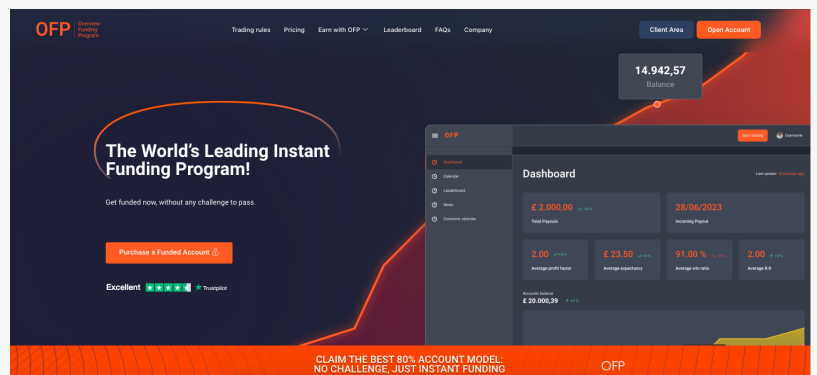 OFP
Overview
Funding
Program
Trading rules
Pricing
Earn with OFP
Leaderboard
FAQs
Company
Client Area
Open Account
14.942,57
Balance
The World's Leading Instant
Funding Program!
Get funded now, without any challenge to pass.
Purchase a Funded Account
Excellent
Trustpilot
OFP
Start trading
Username
Dashboard
Calendar
Leaderboard
News
Economic calendar
Dashboard
Last update:
£ 2.000,00
Total Payouts
28/06/2023
Incoming Payout
2.00
Average profit factor
£ 23.50
Average expectancy
91.00 %
Average win ratio
2.00
Average R:R
Accounts balance
£ 20.000,39
CLAIM THE BEST 80% ACCOUNT MODEL:
NO CHALLENGE, JUST INSTANT FUNDING
OFP